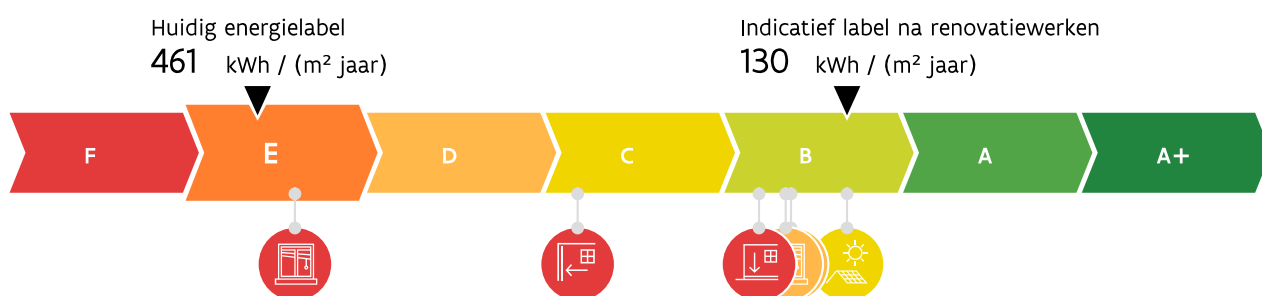 Huidig energielabel
461 kWh / (m² jaar)
Indicatief label na renovatiewerken
130 kWh / (m² jaar)
F E D C B A A+